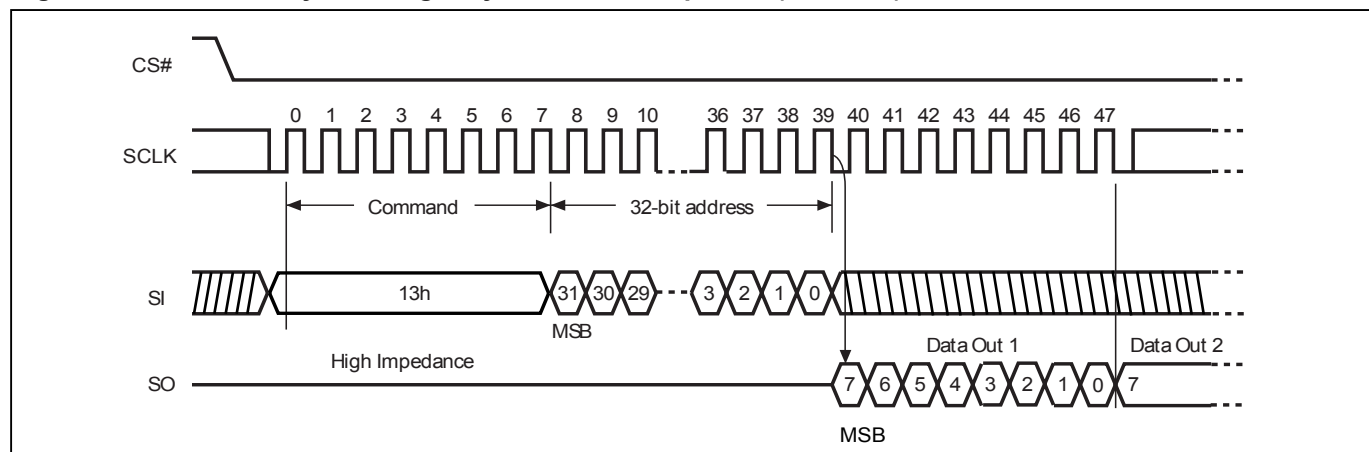 CS#
0 1 2 3 4 5 6 7 8 9 10 36 37 38 39 40 41 42 43 44 45 46 47
SCLK
Command 32-bit address
SI 13h 31 30 29 3 2 1 0
MSB
High Impedance Data Out 1 Data Out 2
SO 7 6 5 4 3 2 1 0 7
MSB